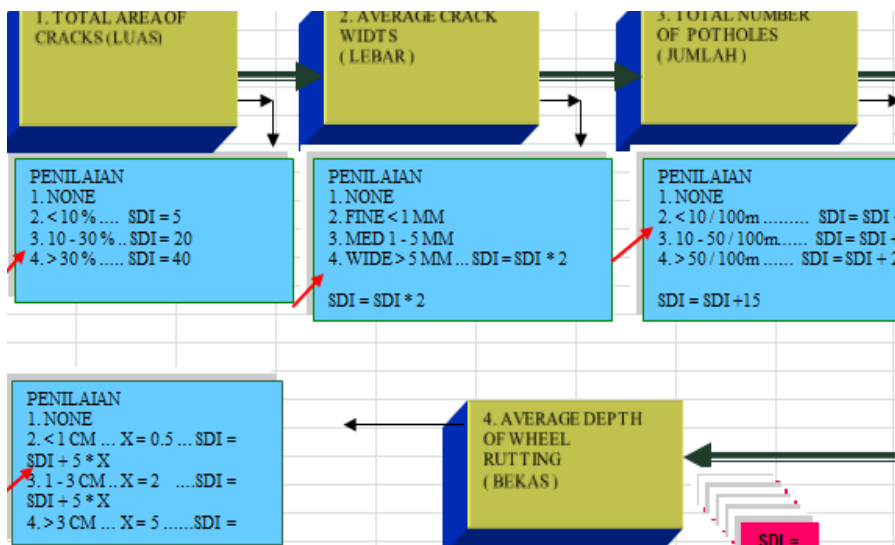 1. TOTAL AREA OF
CRACKS (LUAS)
2. AVERAGE CRACK
WIDTS
( LEBAR )
3. TOTAL NUMBER
OF POTHOLES
( JUMLAH )
PENILAIAN
1. NONE
2. < 10 % .... SDI = 5
3. 10 - 30 % .. SDI = 20
4. > 30 % ..... SDI = 40
PENILAIAN
1. NONE
2. FINE < 1 MM
3. MED 1 - 5 MM
4. WIDE > 5 MM ... SDI = SDI * 2
SDI = SDI * 2
PENILAIAN
1. NONE
2. < 10 / 100m ......... SDI = SDI
3. 10 - 50 / 100m...... SDI = SDI +
4. > 50 / 100m ...... SDI = SDI + 2
SDI = SDI +15
PENILAIAN
1. NONE
2. < 1 CM ... X = 0.5 ... SDI =
SDI + 5 * X
3. 1 - 3 CM .. X = 2 ....SDI =
SDI + 5 * X
4. > 3 CM ... X = 5 ......SDI =
4. AVERAGE DEPTH
OF WHEEL
RUTTING
( BEKAS )
SDI =